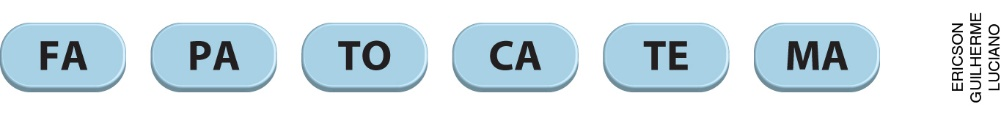 FA PA TO CA TE MA
ERICSON
GUILHERME
LUCIANO